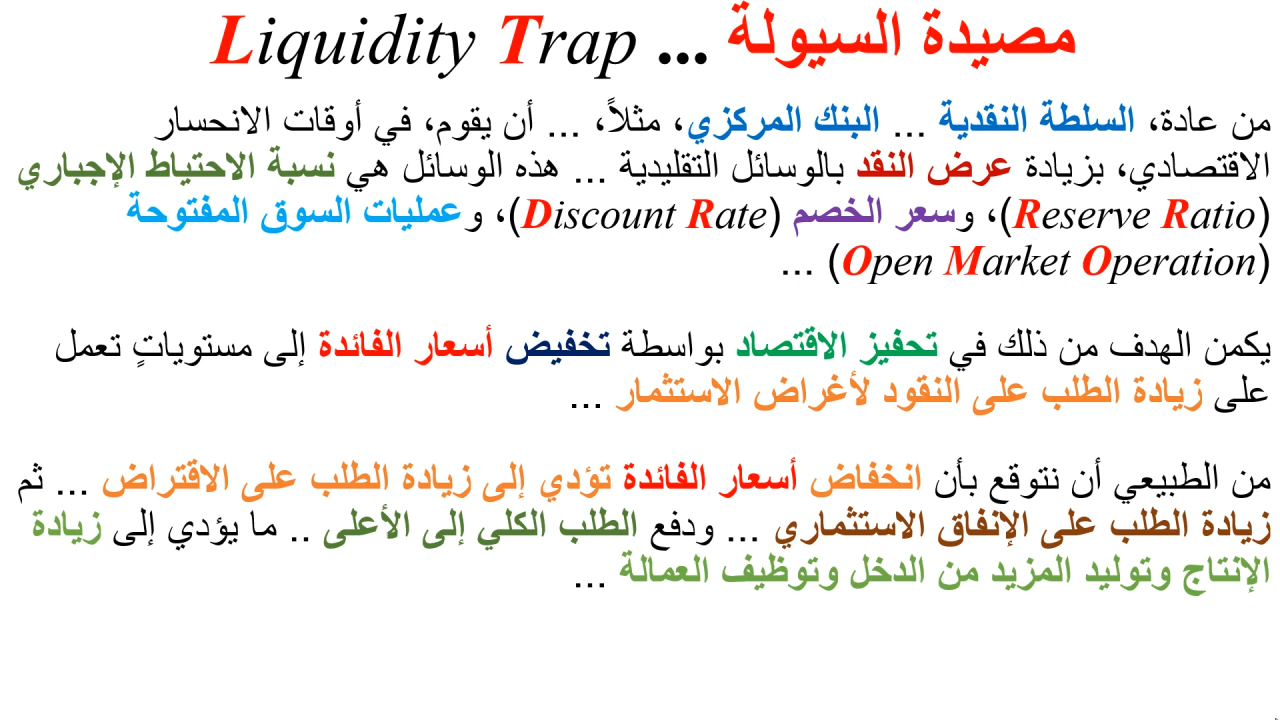 مصيدة السيولة ... Liquidity Trap
من عادة، السلطة النقدية ... البنك المركزي، مثلاً، ... أن يقوم، في أوقات الانحسار
الاقتصادي، بزيادة عرض النقد بالوسائل التقليدية ... هذه الوسائل هي نسبة الاحتياط الإجباري
(Reserve Ratio)، وسعر الخصم (Discount Rate)، وعمليات السوق المفتوحة
(Open Market Operation) ...
يكمن الهدف من ذلك في تحفيز الاقتصاد بواسطة تخفيض أسعار الفائدة إلى مستوياتٍ تعمل
على زيادة الطلب على النقود لأغراض الاستثمار ...
من الطبيعي أن نتوقع بأن انخفاض أسعار الفائدة تؤدي إلى زيادة الطلب على الاقتراض ... ثم
زيادة الطلب على الإنفاق الاستثماري ... ودفع الطلب الكلي إلى الأعلى .. ما يؤدي إلى زيادة
الإنتاج وتوليد المزيد من الدخل وتوظيف العمالة ...